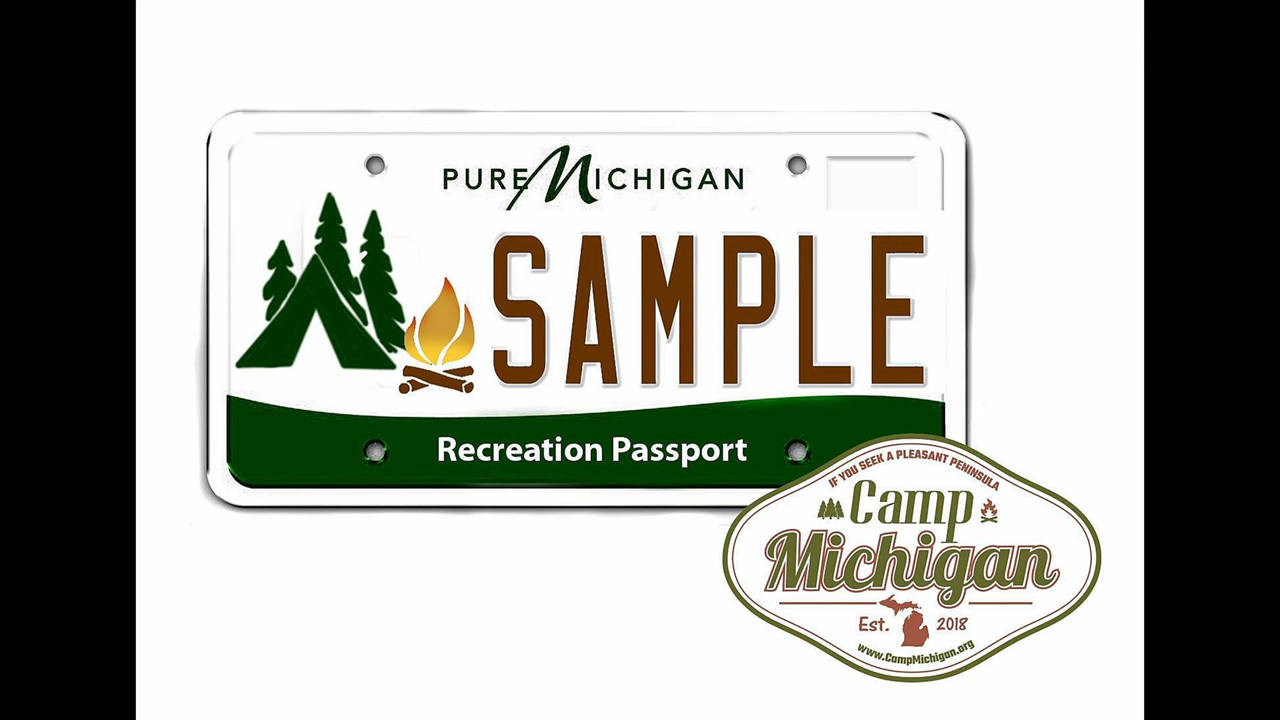 PURE MICHIGAN
SAMPLE
Recreation Passport
IF YOU SEEK A PLEASANT PENINSULA
Camp
Michigan
Est. 2018
www.CampMichigan.org